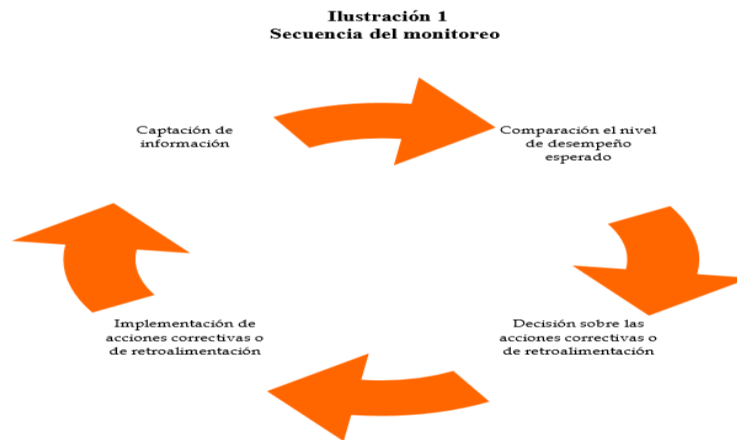 Ilustración 1
Secuencia del monitoreo
Captación de
información
Comparación el nivel
de desempeño
esperado
Decisión sobre las
acciones correctivas o
de retroalimentación
Implementación de
acciones correctivas o
de retroalimentación